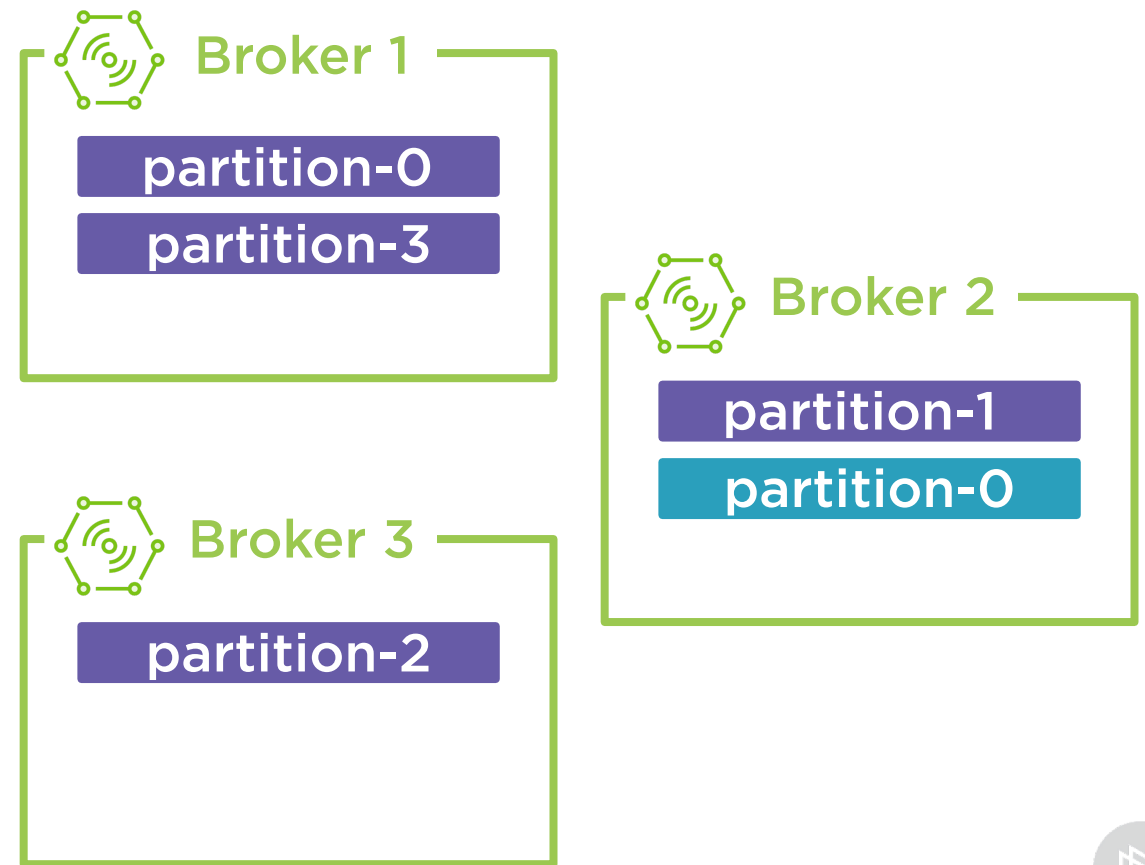 Broker 1
partition-0
partition-3
Broker 2
partition-1
partition-0
Broker 3
partition-2